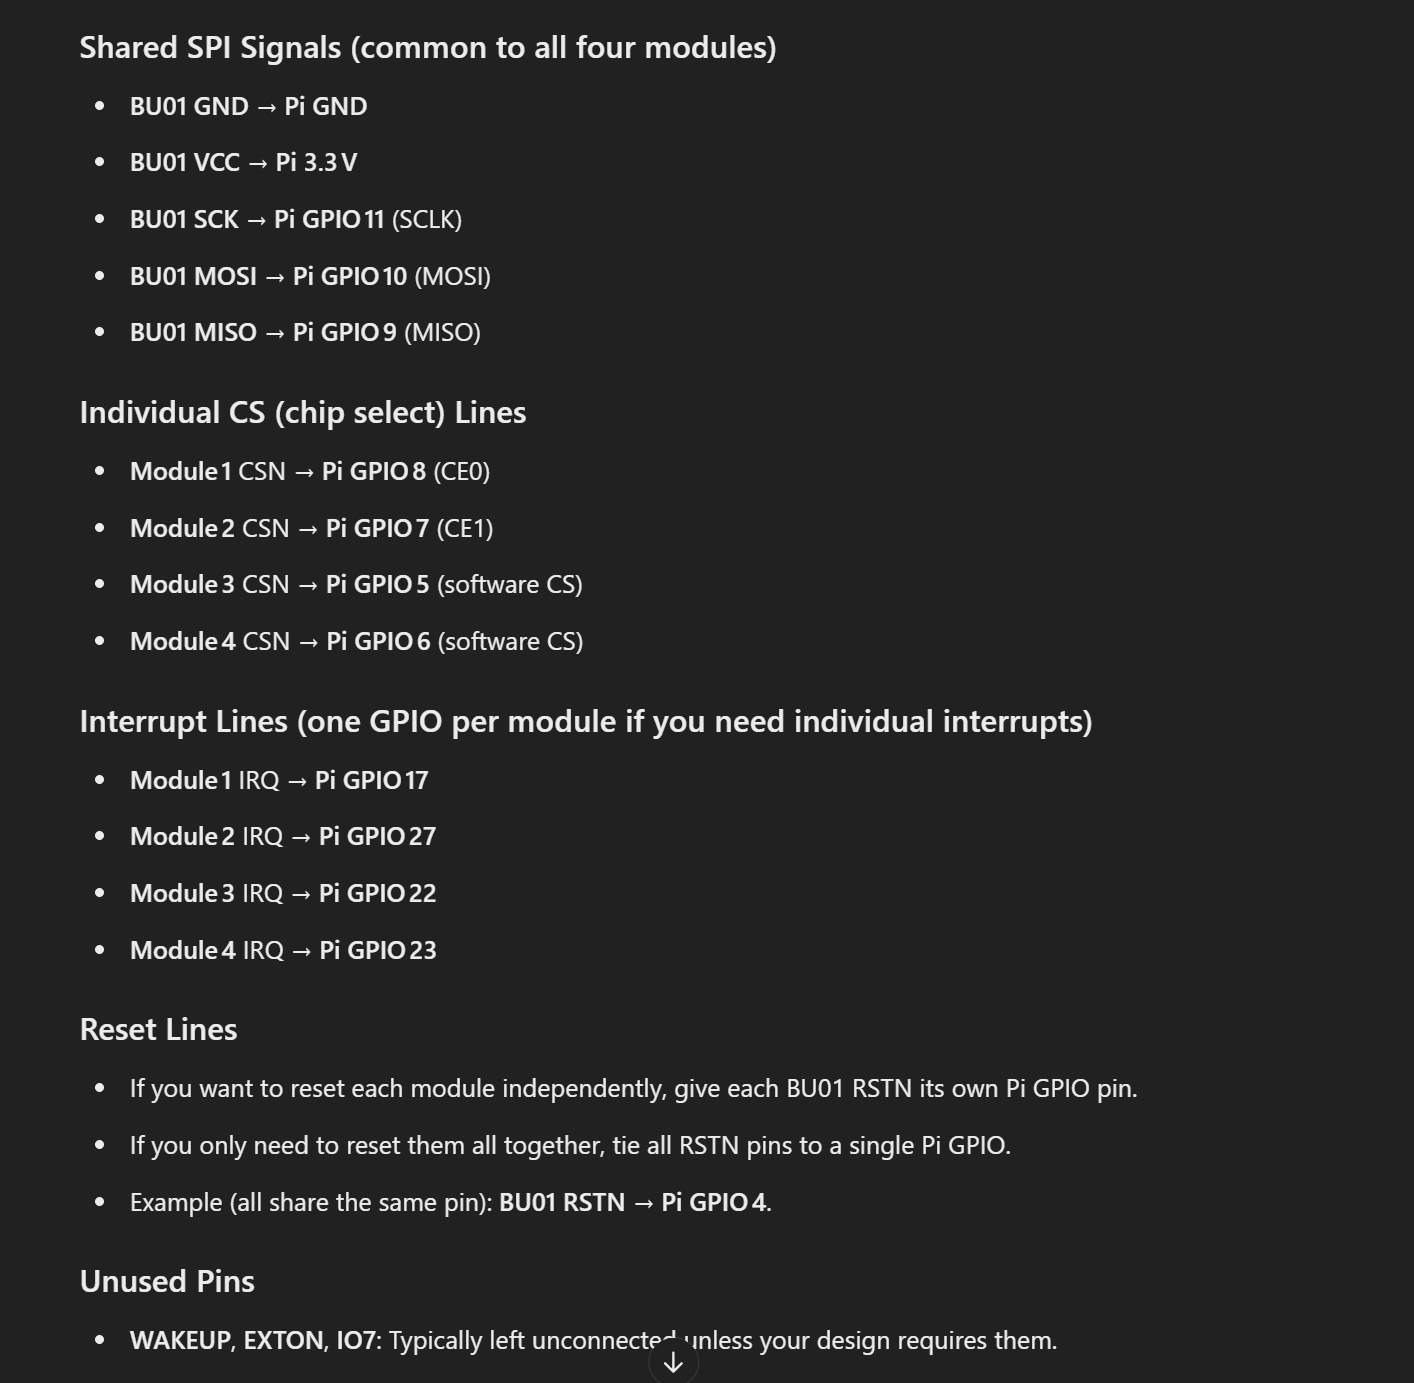 Shared SPI Signals (common to all four modules)
• BU01 GND → Pi GND
• BU01 VCC → Pi 3.3 V
• BU01 SCK → Pi GPIO 11 (SCLK)
• BU01 MOSI → Pi GPIO 10 (MOSI)
• BU01 MISO → Pi GPIO 9 (MISO)
Individual CS (chip select) Lines
• Module 1 CSN → Pi GPIO 8 (CE0)
• Module 2 CSN → Pi GPIO 7 (CE1)
• Module 3 CSN → Pi GPIO 5 (software CS)
• Module 4 CSN → Pi GPIO 6 (software CS)
Interrupt Lines (one GPIO per module if you need individual interrupts)
• Module 1 IRQ → Pi GPIO 17
• Module 2 IRQ → Pi GPIO 27
• Module 3 IRQ → Pi GPIO 22
• Module 4 IRQ → Pi GPIO 23
Reset Lines
• If you want to reset each module independently, give each BU01 RSTN its own Pi GPIO pin.
• If you only need to reset them all together, tie all RSTN pins to a single Pi GPIO.
• Example (all share the same pin): BU01 RSTN → Pi GPIO 4.
Unused Pins
• WAKEUP, EXTON, IO7: Typically left unconnected unless your design requires them.